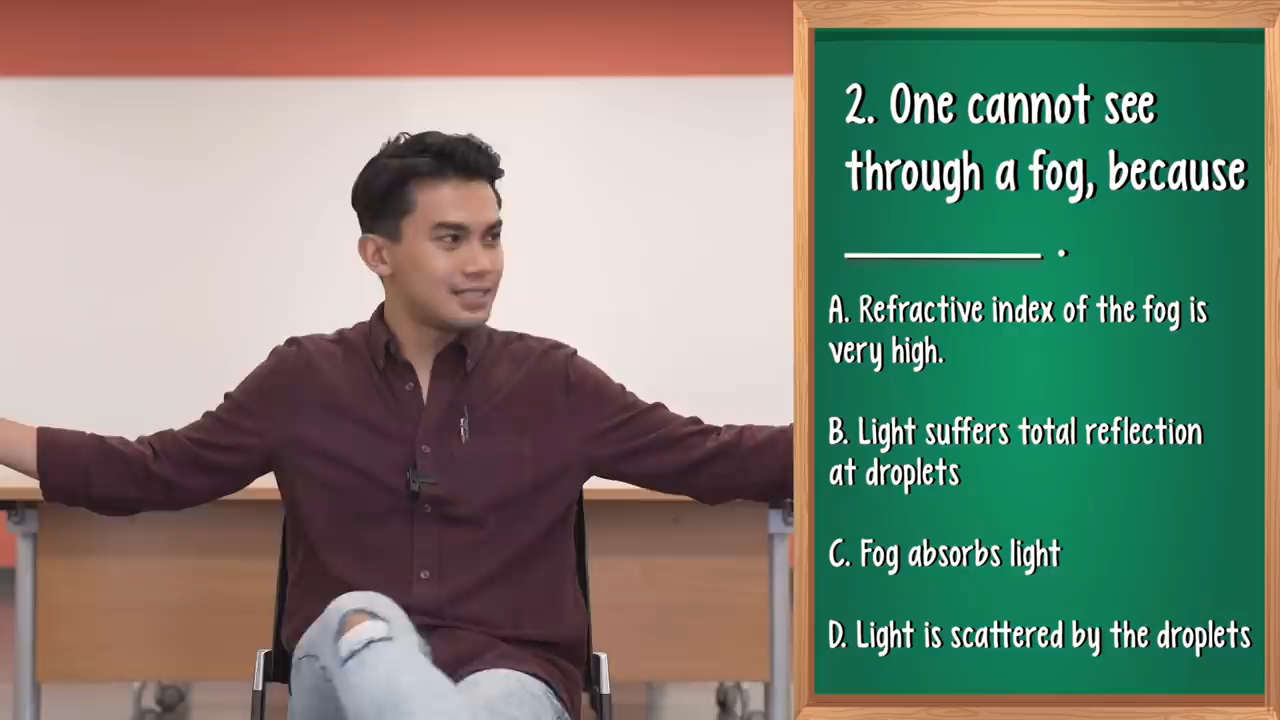 2. One cannot see
through a fog, because
__________ .
A. Refractive index of the fog is
very high.
B. Light suffers total reflection
at droplets
C. Fog absorbs light
D. Light is scattered by the droplets